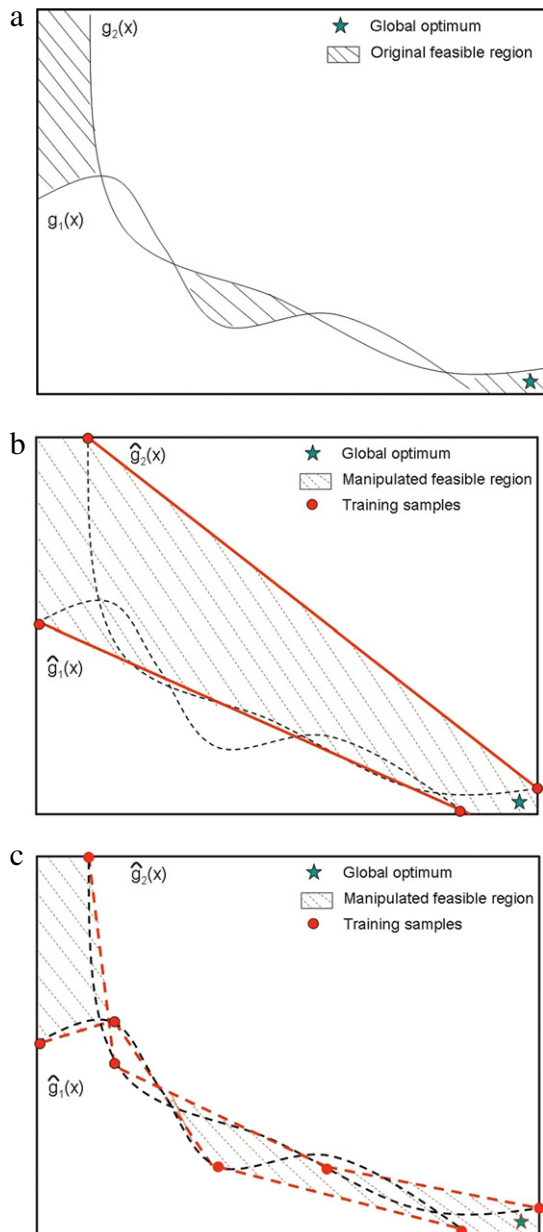 a
g₂(x)
Global optimum
Original feasible region
g₁(x)
b
ĝ₂(x)
Global optimum
Manipulated feasible region
Training samples
ĝ₁(x)
c
ĝ₂(x)
Global optimum
Manipulated feasible region
Training samples
ĝ₁(x)